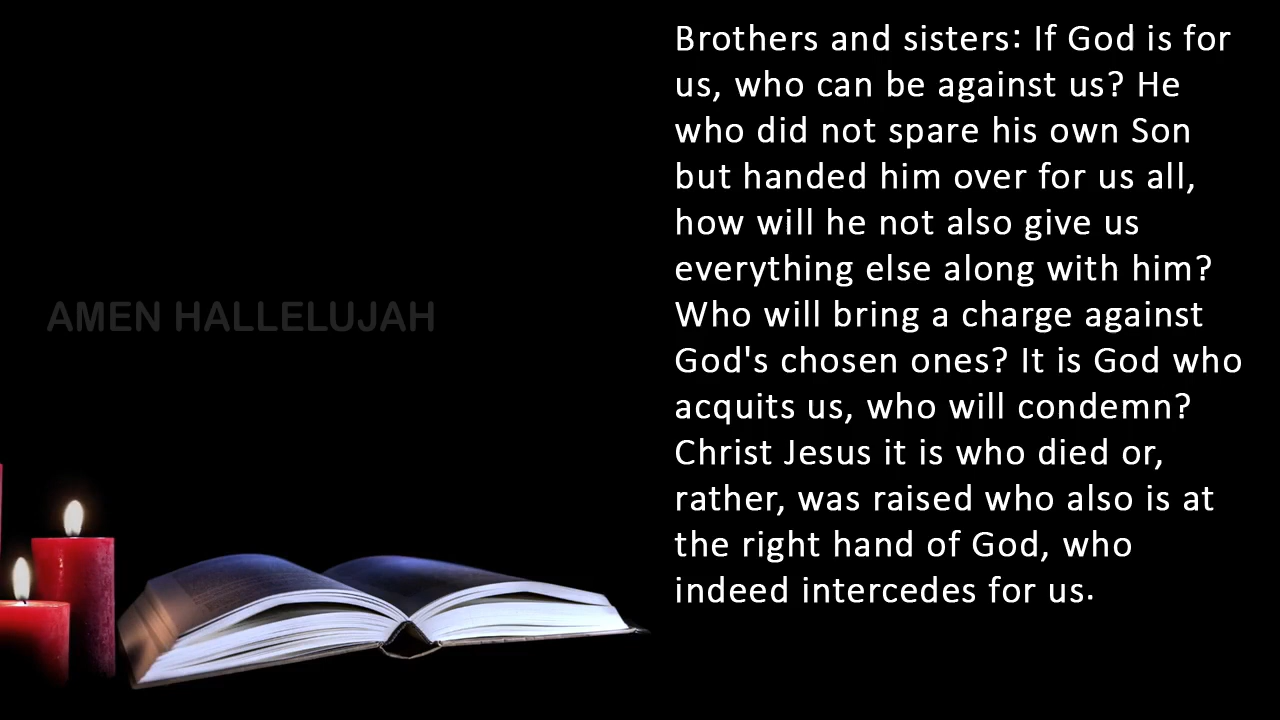 Brothers and sisters: If God is for
us, who can be against us? He
who did not spare his own Son
but handed him over for us all,
how will he not also give us
everything else along with him?
Who will bring a charge against
God's chosen ones? It is God who
acquits us, who will condemn?
Christ Jesus it is who died or,
rather, was raised who also is at
the right hand of God, who
indeed intercedes for us.
AMEN HALLELUJAH